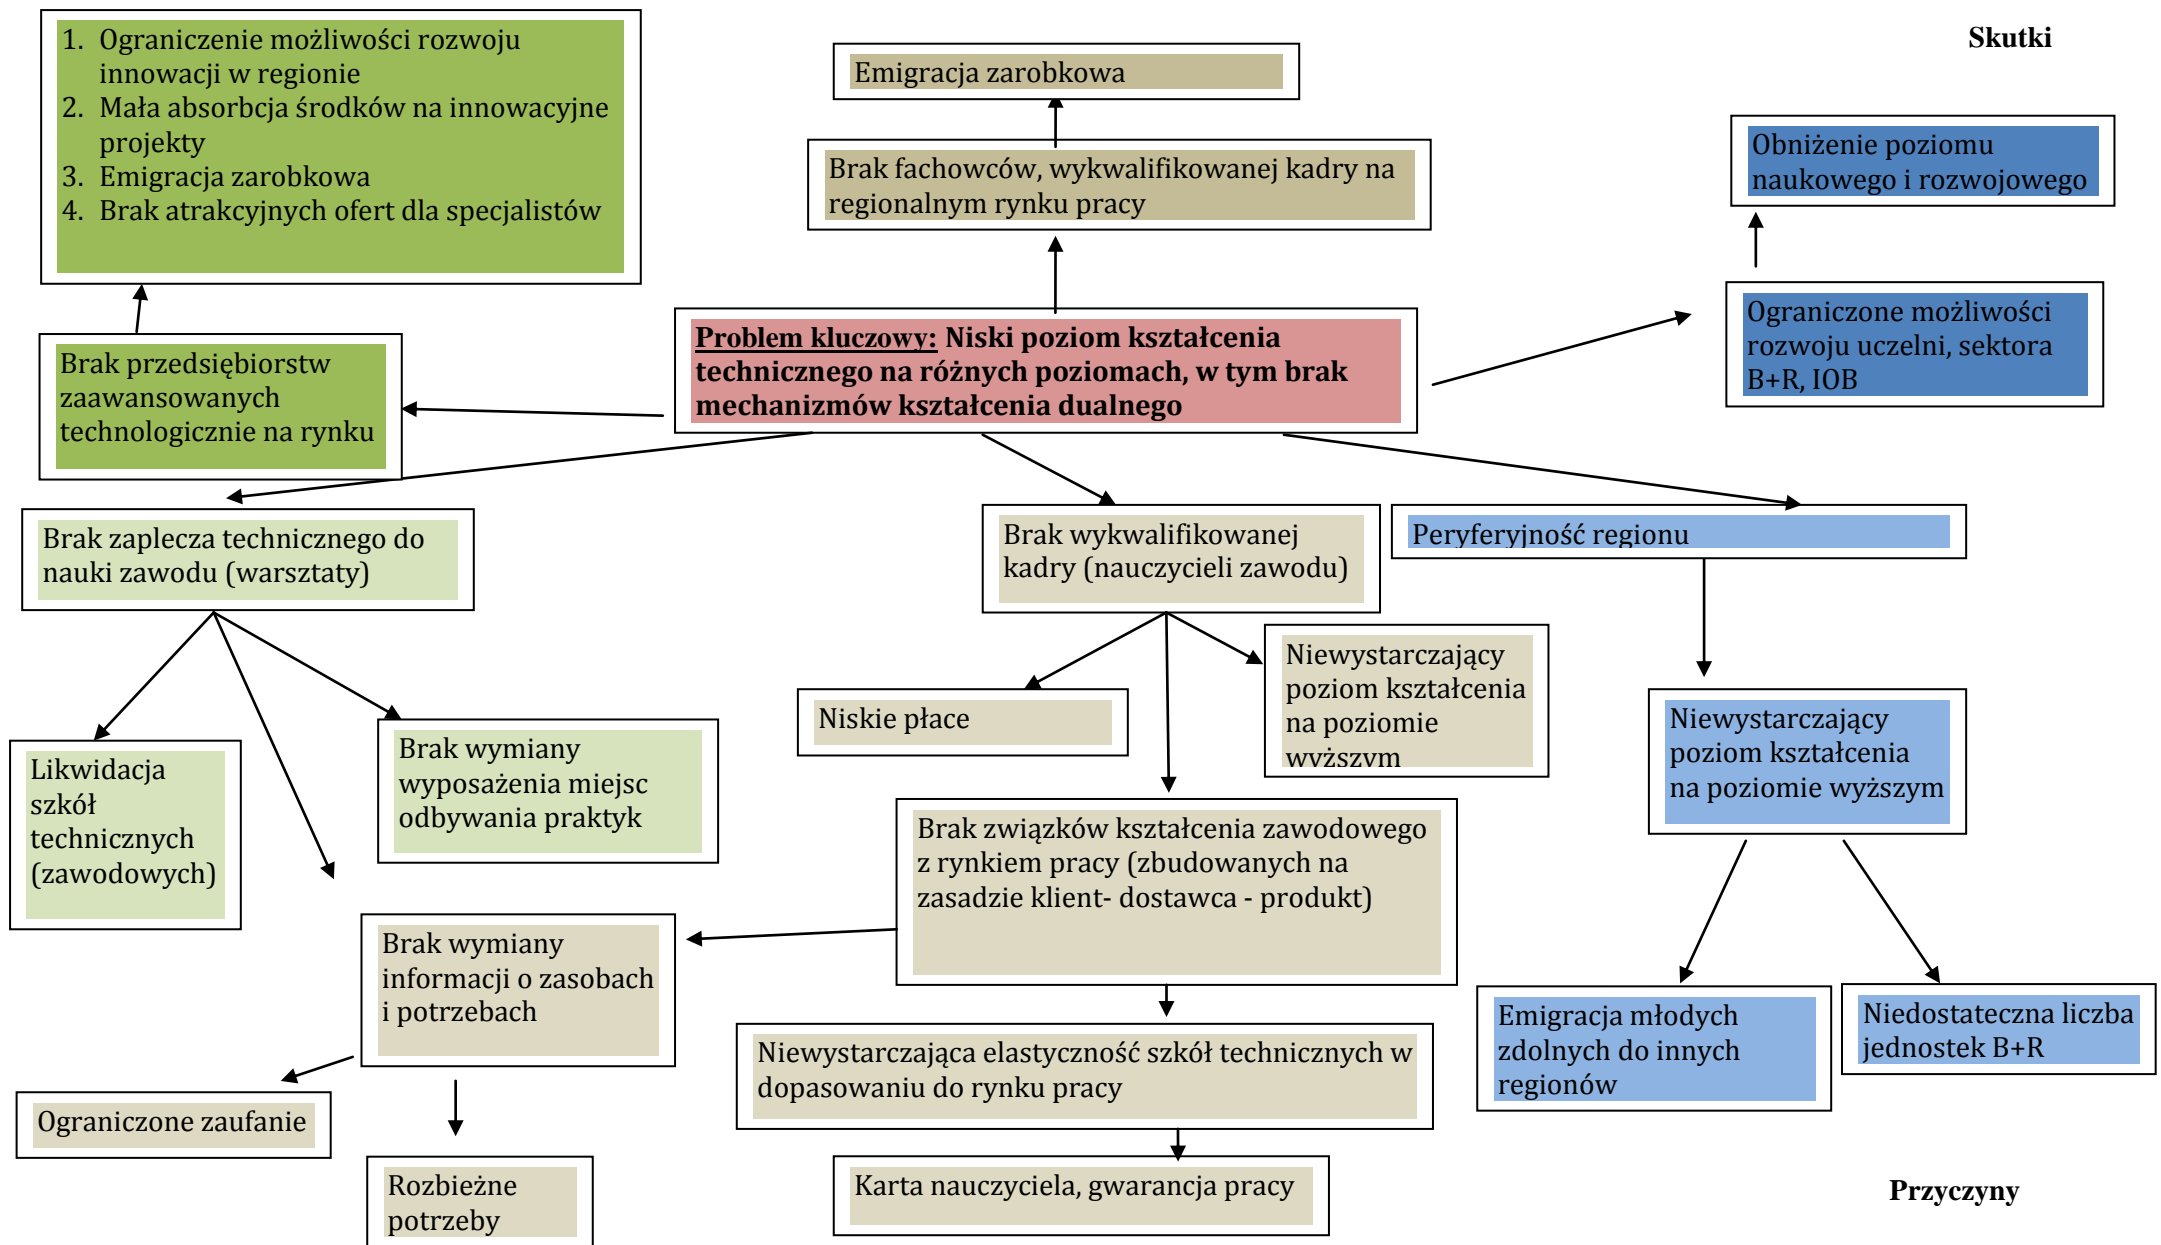 1. Ograniczenie możliwości rozwoju
innowacji w regionie
2. Mała absorbcja środków na innowacyjne
projekty
3. Emigracja zarobkowa
4. Brak atrakcyjnych ofert dla specjalistów
Emigracja zarobkowa
Skutki
Brak fachowców, wykwalifikowanej kadry na
regionalnym rynku pracy
Obniżenie poziomu
naukowego i rozwojowego
Brak przedsiębiorstw
zaawansowanych
technologicznie na rynku
Problem kluczowy: Niski poziom kształcenia
technicznego na różnych poziomach, w tym brak
mechanizmów kształcenia dualnego
Ograniczone możliwości
rozwoju uczelni, sektora
B+R, IOB
Brak zaplecza technicznego do
nauki zawodu (warsztaty)
Brak wykwalifikowanej
kadry (nauczycieli zawodu)
Peryferyjność regionu
Niewystarczający
poziom kształcenia
na poziomie
wyższym
Niskie płace
Niewystarczający
poziom kształcenia
na poziomie wyższym
Likwidacja
szkół
technicznych
(zawodowych)
Brak wymiany
wyposażenia miejsc
odbywania praktyk
Brak związków kształcenia zawodowego
z rynkiem pracy (zbudowanych na
zasadzie klient- dostawca - produkt)
Brak wymiany
informacji o zasobach
i potrzebach
Emigracja młodych
zdolnych do innych
regionów
Niedostateczna liczba
jednostek B+R
Niewystarczająca elastyczność szkół technicznych w
dopasowaniu do rynku pracy
Ograniczone zaufanie
Rozbieżne
potrzeby
Karta nauczyciela, gwarancja pracy
Przyczyny